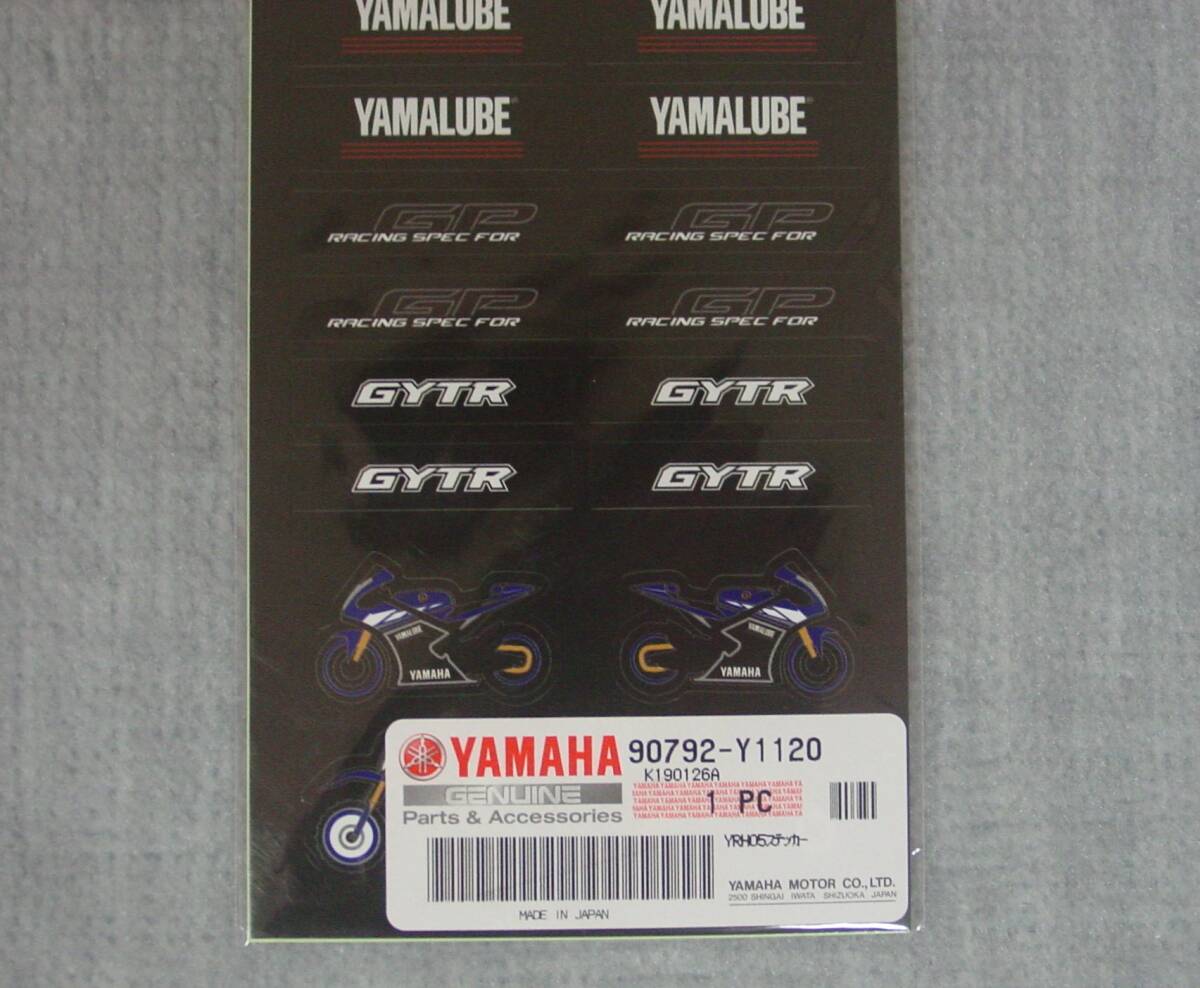 YAMALUBE YAMALUBE
YAMALUBE YAMALUBE
GP GP
RACING SPEC FOR RACING SPEC FOR
GP GP
RACING SPEC FOR RACING SPEC FOR
GYTR GYTR
GYTR GYTR
YAMALUBE YAMALUBE
YAMAHA YAMAHA
YAMAHA 90792-Y1120
K190126A
GENUINE 1 PC
Parts & Accessories
YRH05ステッカー
YAMAHA MOTOR CO.,LTD.
2500 SHINGAI IWATA SHIZUOKA JAPAN
MADE IN JAPAN